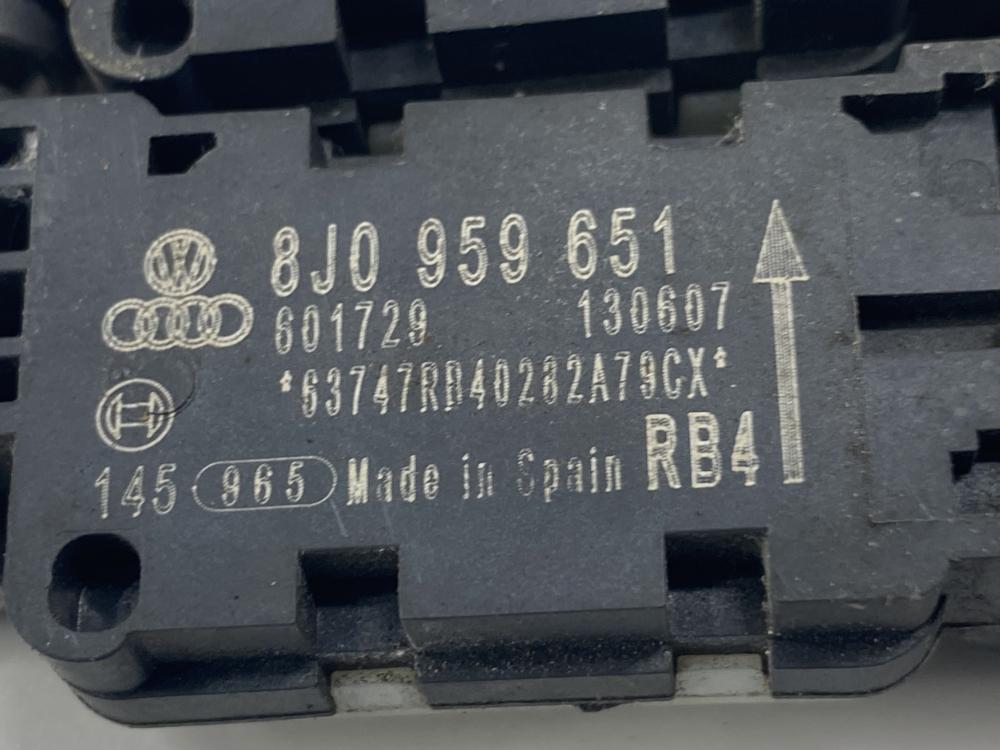 8J0 959 651
601729 130607
*63747RB40282A79CX*
145 965 Made in Spain RB4